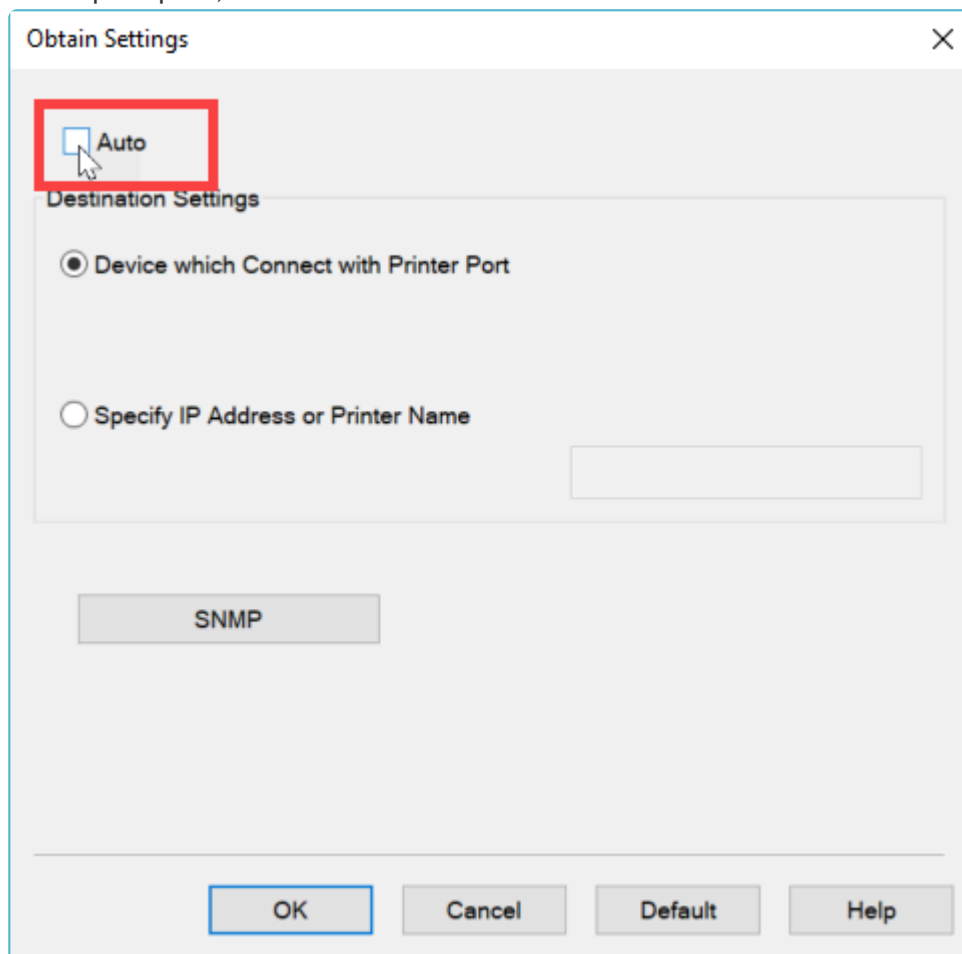 Obtain Settings
Auto
Destination Settings
Device which Connect with Printer Port
Specify IP Address or Printer Name
SNMP
OK Cancel Default Help